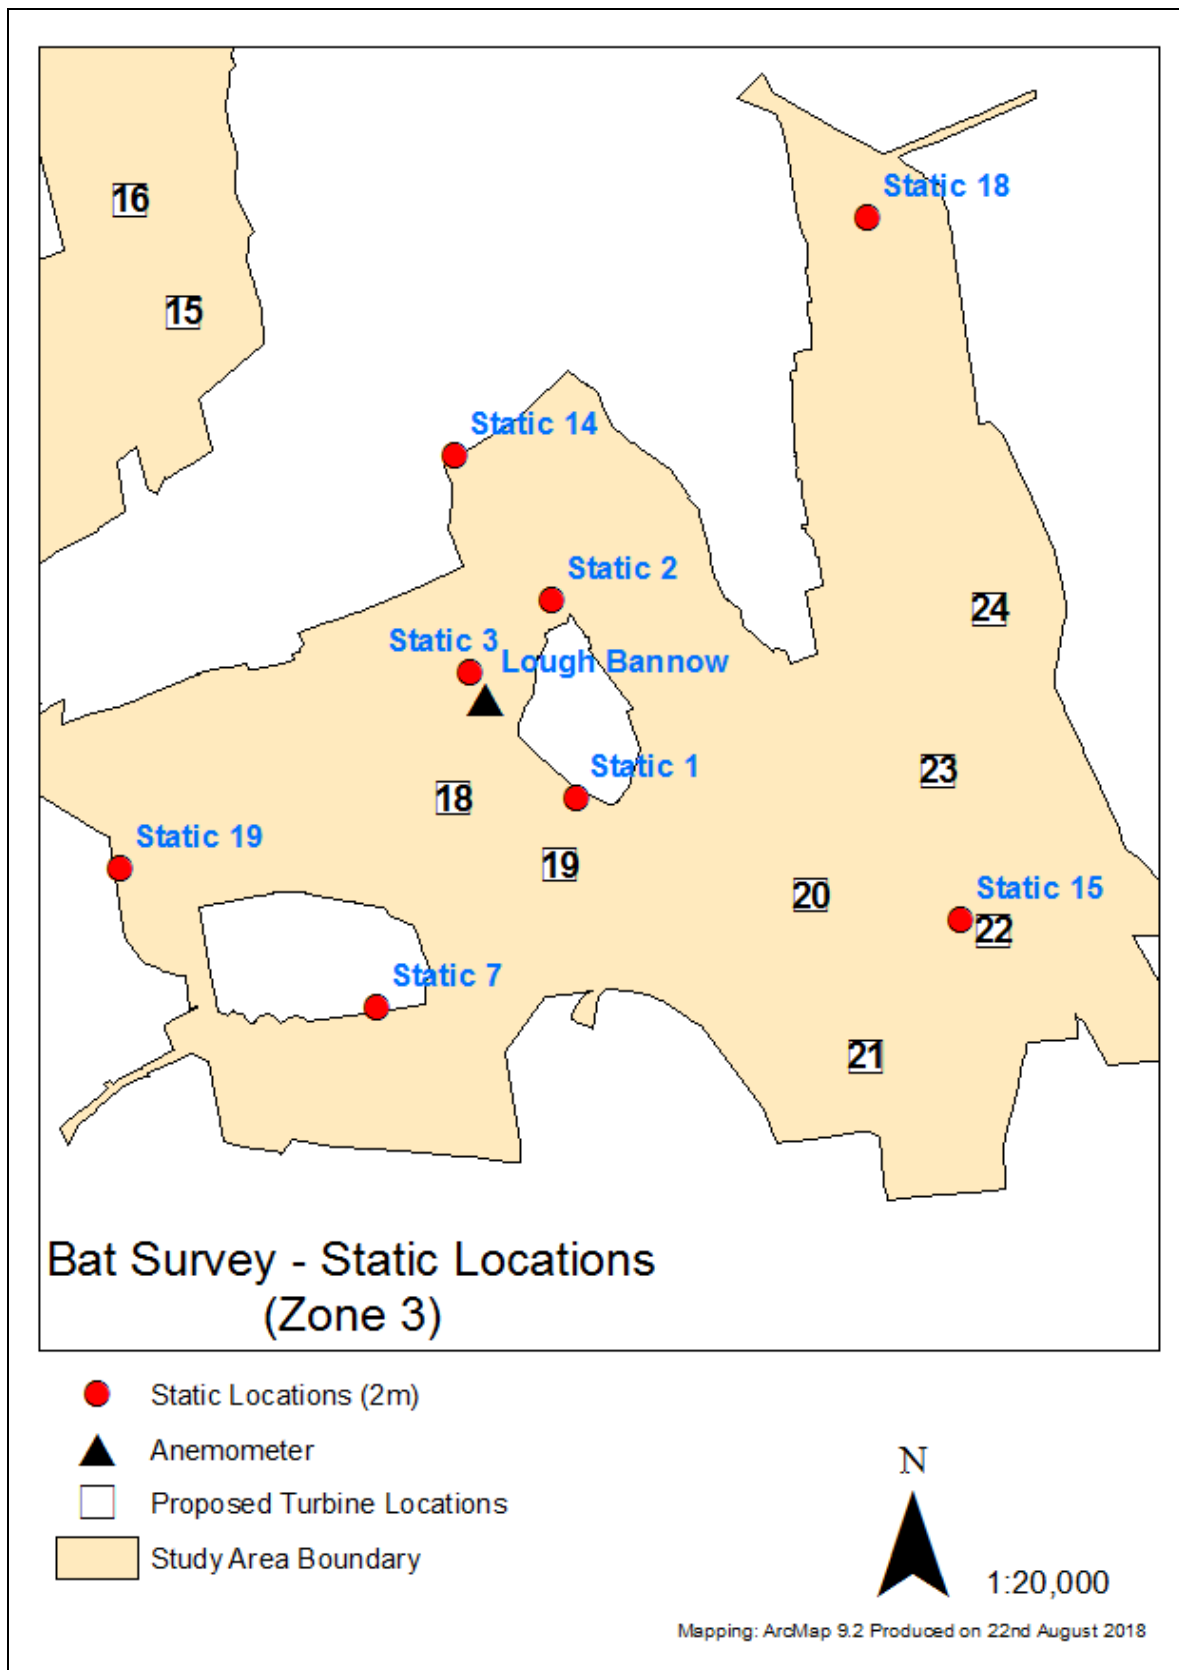 16
Static 18
15
Static 14
Static 2
24
Static 3
Lough Bannow
Static 1
23
18
Static 19
19
20
Static 15
22
Static 7
21
Bat Survey - Static Locations
(Zone 3)
Static Locations (2m)
Anemometer
Proposed Turbine Locations
Study Area Boundary
N
1:20,000
Mapping: ArcMap 9.2 Produced on 22nd August 2018